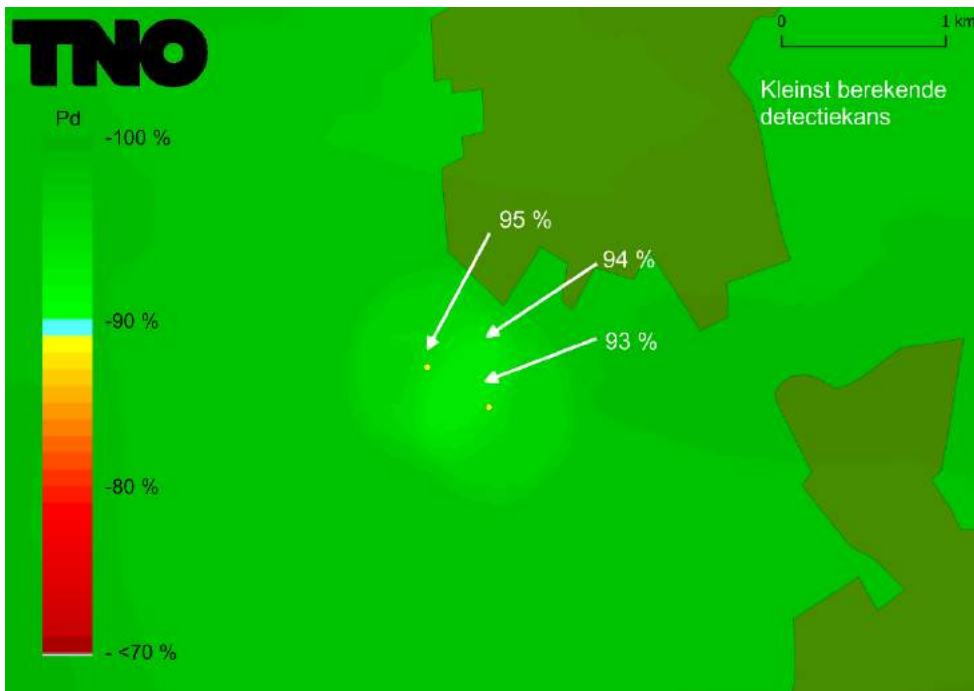 TNO
0 1 km
Kleinst berekende
detectiekans
Pd
-100 %
95 %
94 %
-90 %
93 %
-80 %
- <70 %